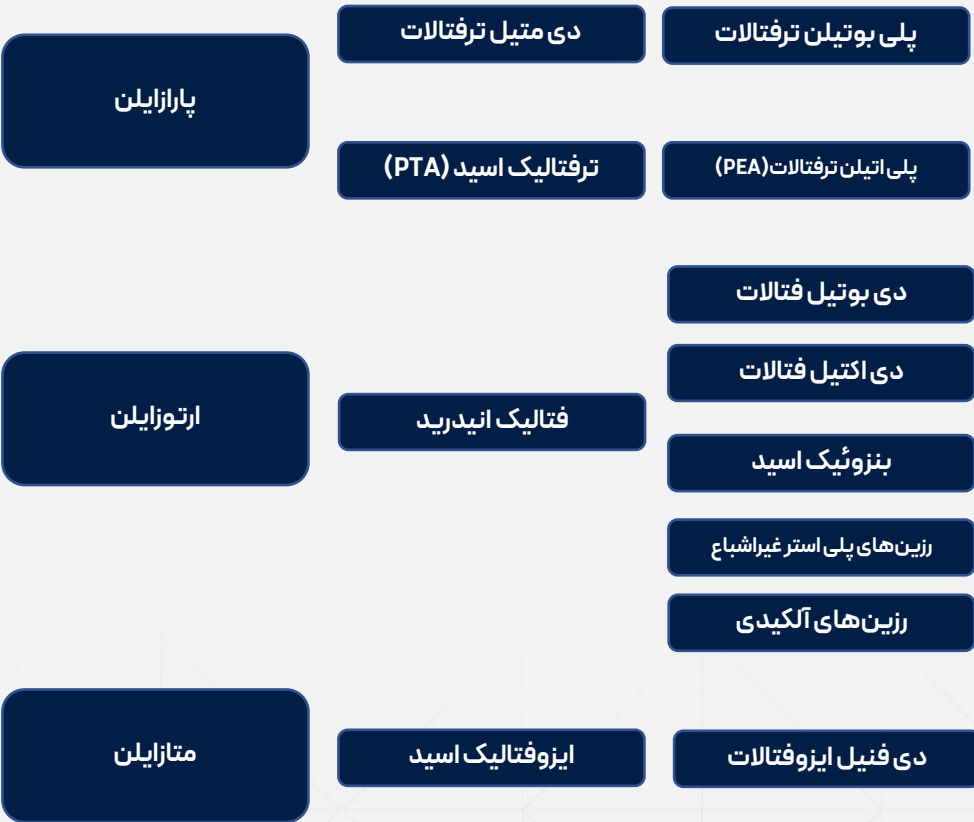 پارازایلن
دی متیل ترفتالات
پلی بوتیلن ترفتالات
ترفتالیک اسید (PTA)
پلی اتیلن ترفتالات(PEA)
ارتوزایلن
فتالیک انیدرید
دی بوتیل فتالات
دی اکتیل فتالات
بنزوئیک اسید
رزین‌های پلی استر غیراشباع
رزین‌های آلکیدی
متازایلن
ایزوفتالیک اسید
دی فنیل ایزوفتالات